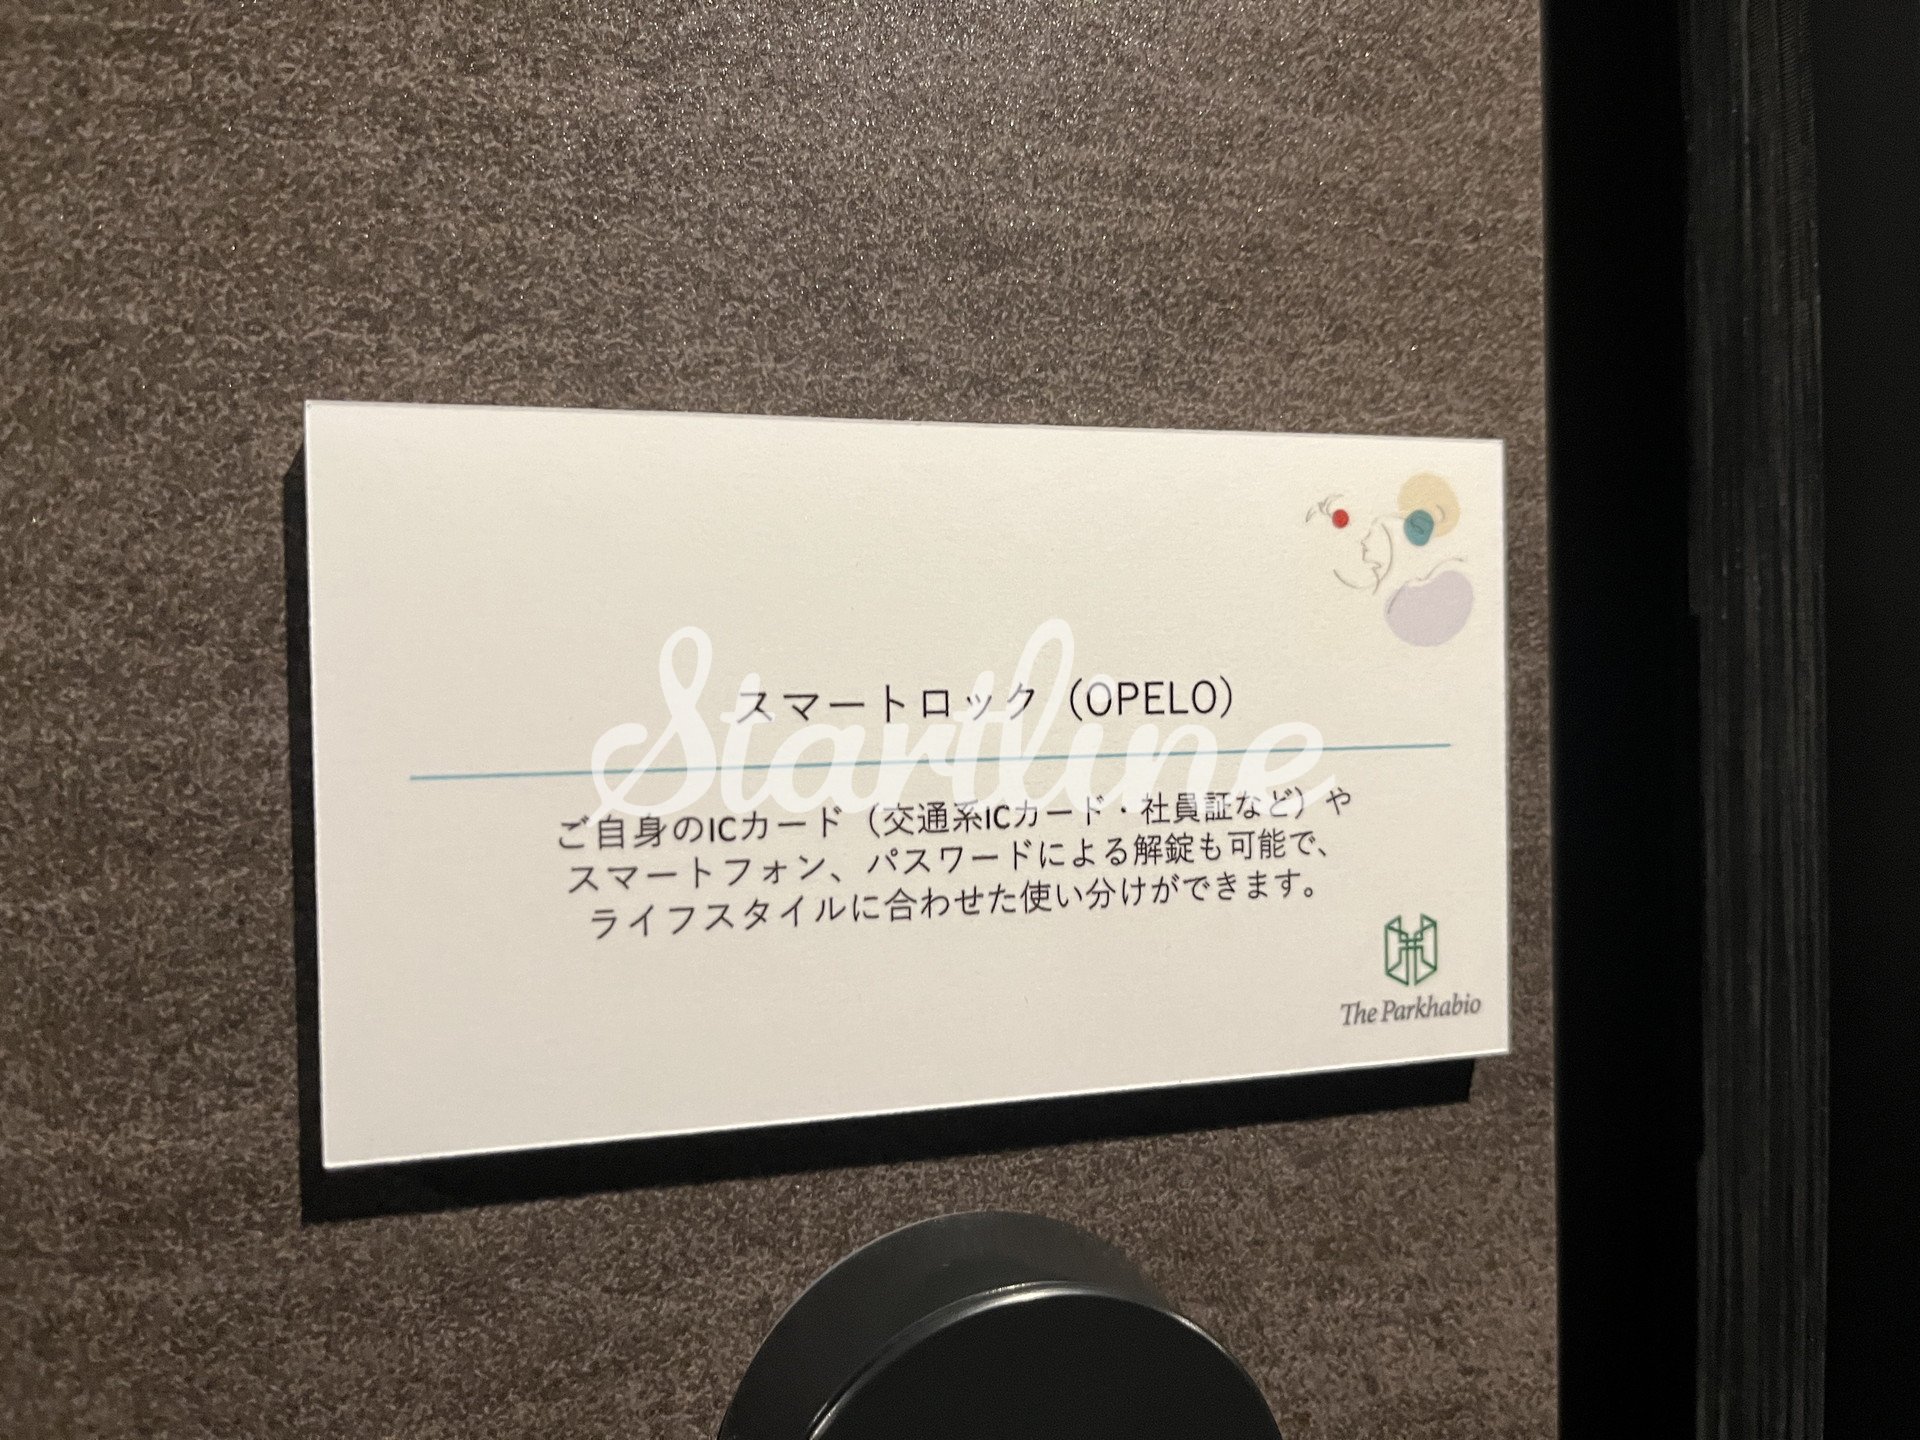 スマートロック（OPELO）
Startline
ご自身のICカード（交通系ICカード・社員証など）や
スマートフォン、パスワードによる解錠も可能で、
ライフスタイルに合わせた使い分けができます。
The Parkhabio